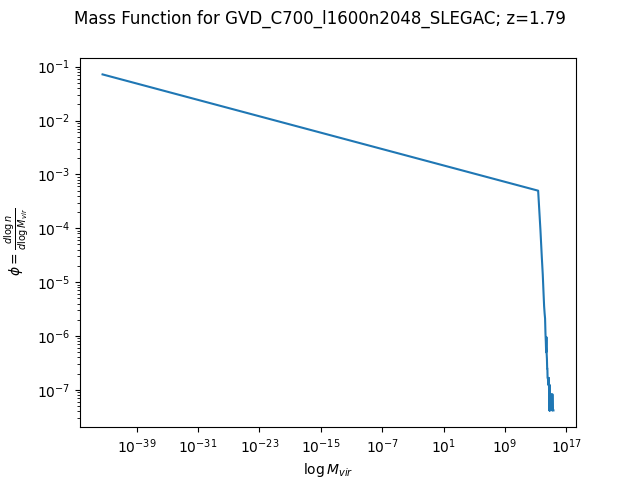 Mass Function for GVD_C700_l1600n2048_SLEGAC; z=1.79
10⁻¹
10⁻²
10⁻³
10⁻⁴
10⁻⁵
10⁻⁶
10⁻⁷
ϕ = d log n / d log M_vir
10⁻³⁹ 10⁻³¹ 10⁻²³ 10⁻¹⁵ 10⁻⁷ 10¹ 10⁹ 10¹⁷
log M_vir